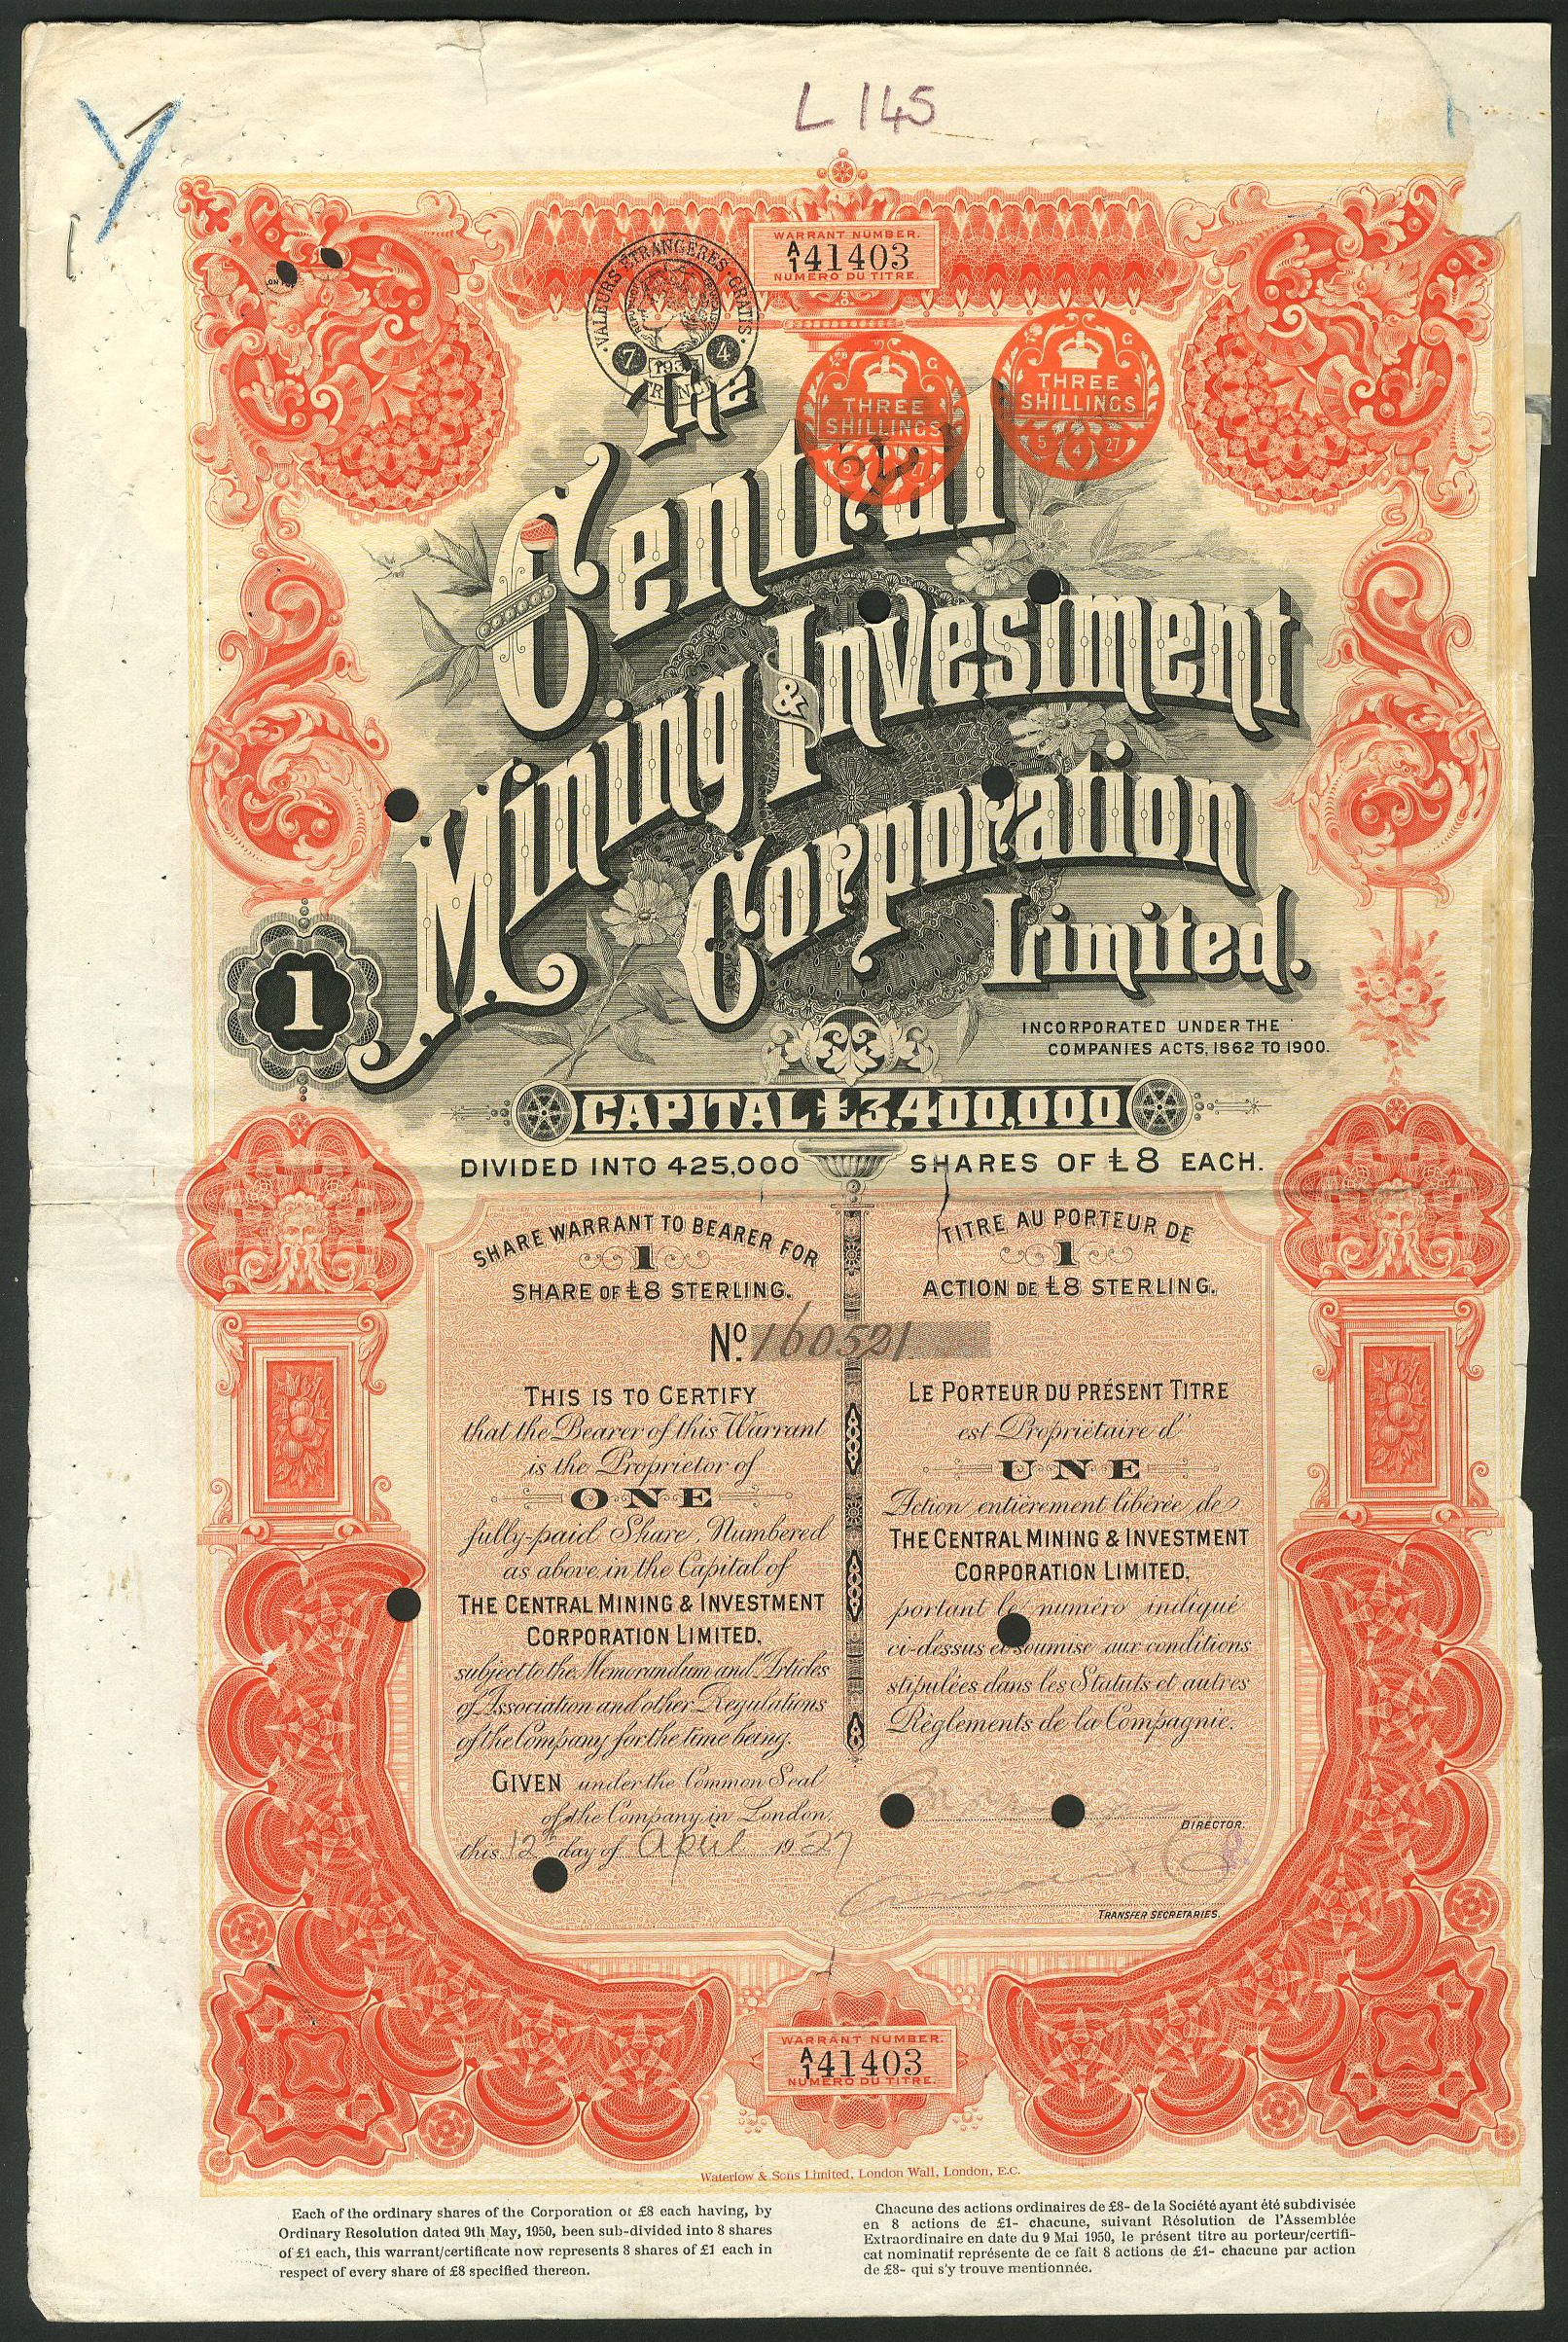 L 145
WARRANT NUMBER.
A/1 41403
NUMÉRO DU TITRE.
VALEURS ETRANGÈRES · GRATIS ·
7 4
FRANCE
THREE
SHILLINGS
5 27
G
THREE
SHILLINGS
5 4 27
The
Central
Mining & Investment
Corporation
Limited.
1
INCORPORATED UNDER THE
COMPANIES ACTS, 1862 TO 1900.
CAPITAL £3,400,000
DIVIDED INTO 425,000 SHARES OF £8 EACH.
SHARE WARRANT TO BEARER FOR
1
SHARE OF £8 STERLING.
TITRE AU PORTEUR DE
1
ACTION DE £8 STERLING.
No. 160521
THIS IS TO CERTIFY
that the Bearer of this Warrant
is the Proprietor of
ONE
fully-paid Share, Numbered
as above, in the Capital of
THE CENTRAL MINING & INVESTMENT
CORPORATION LIMITED,
subject to the Memorandum and Articles
of Association and other Regulations
of the Company for the time being.
GIVEN under the Common Seal
of the Company in London,
this 12th day of April 1927
LE PORTEUR DU PRÉSENT TITRE
est Propriétaire d'
UNE
Action entièrement libérée de
THE CENTRAL MINING & INVESTMENT
CORPORATION LIMITED,
portant le numéro indiqué
ci-dessus et soumise aux conditions
stipulées dans les Statuts et autres
Règlements de la Compagnie.
DIRECTOR.
TRANSFER SECRETARIES.
WARRANT NUMBER.
A/1 41403
NUMÉRO DU TITRE.
Waterlow & Sons Limited, London Wall, London, E.C.
Each of the ordinary shares of the Corporation of £8 each having, by
Ordinary Resolution dated 9th May, 1950, been sub-divided into 8 shares
of £1 each, this warrant/certificate now represents 8 shares of £1 each in
respect of every share of £8 specified thereon.
Chacune des actions ordinaires de £8- de la Société ayant été subdivisée
en 8 actions de £1- chacune, suivant Résolution de l'Assemblée
Extraordinaire en date du 9 Mai 1950, le présent titre au porteur/certifi-
cat nominatif représente de ce fait 8 actions de £1- chacune par action
de £8- qui s'y trouve mentionnée.